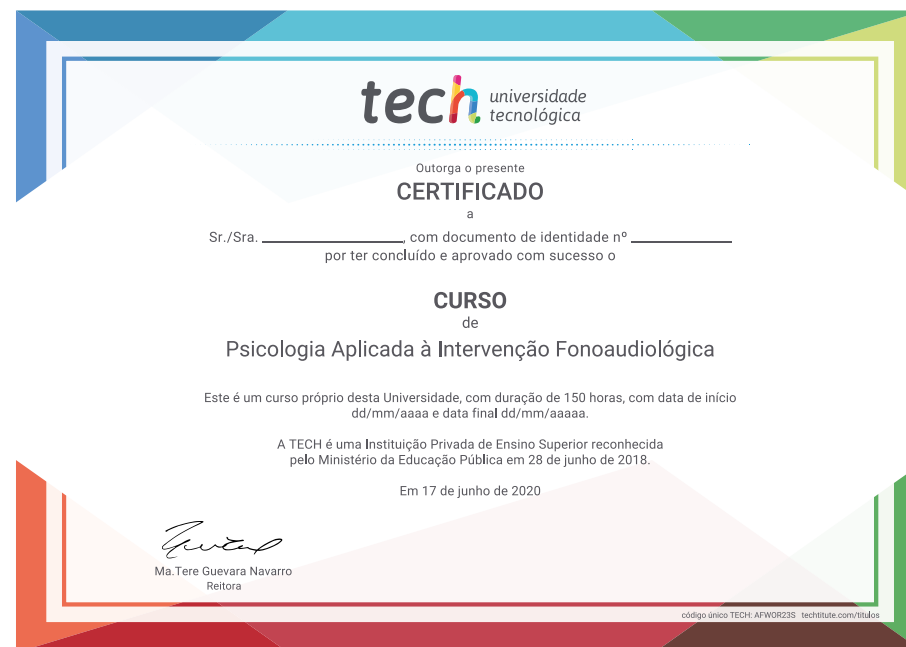 tech universidade
tecnológica
Outorga o presente
CERTIFICADO
a
Sr./Sra. ____________________, com documento de identidade nº ______________
por ter concluído e aprovado com sucesso o
CURSO
de
Psicologia Aplicada à Intervenção Fonoaudiológica
Este é um curso próprio desta Universidade, com duração de 150 horas, com data de início
dd/mm/aaaa e data final dd/mm/aaaaa.
A TECH é uma Instituição Privada de Ensino Superior reconhecida
pelo Ministério da Educação Pública em 28 de junho de 2018.
Em 17 de junho de 2020
Ma.Tere Guevara Navarro
Reitora
código único TECH: AFWOR23S techtitute.com/titulos